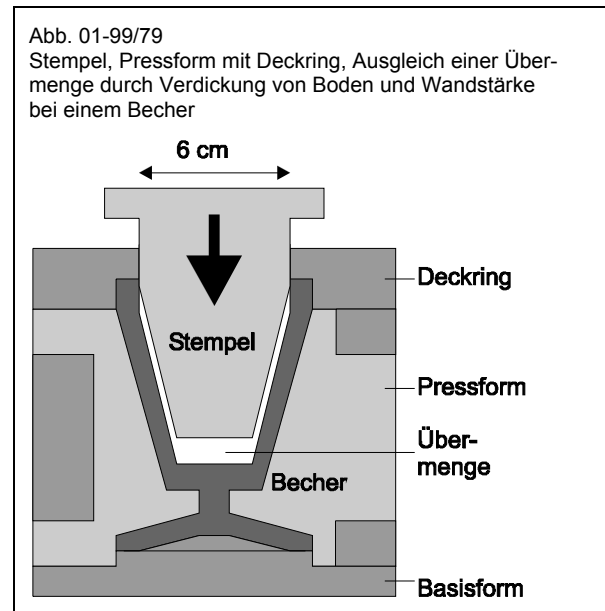 Abb. 01-99/79
Stempel, Pressform mit Deckring, Ausgleich einer Über-
menge durch Verdickung von Boden und Wandstärke
bei einem Becher
6 cm
Deckring
Stempel
Pressform
Über-
menge
Becher
Basisform